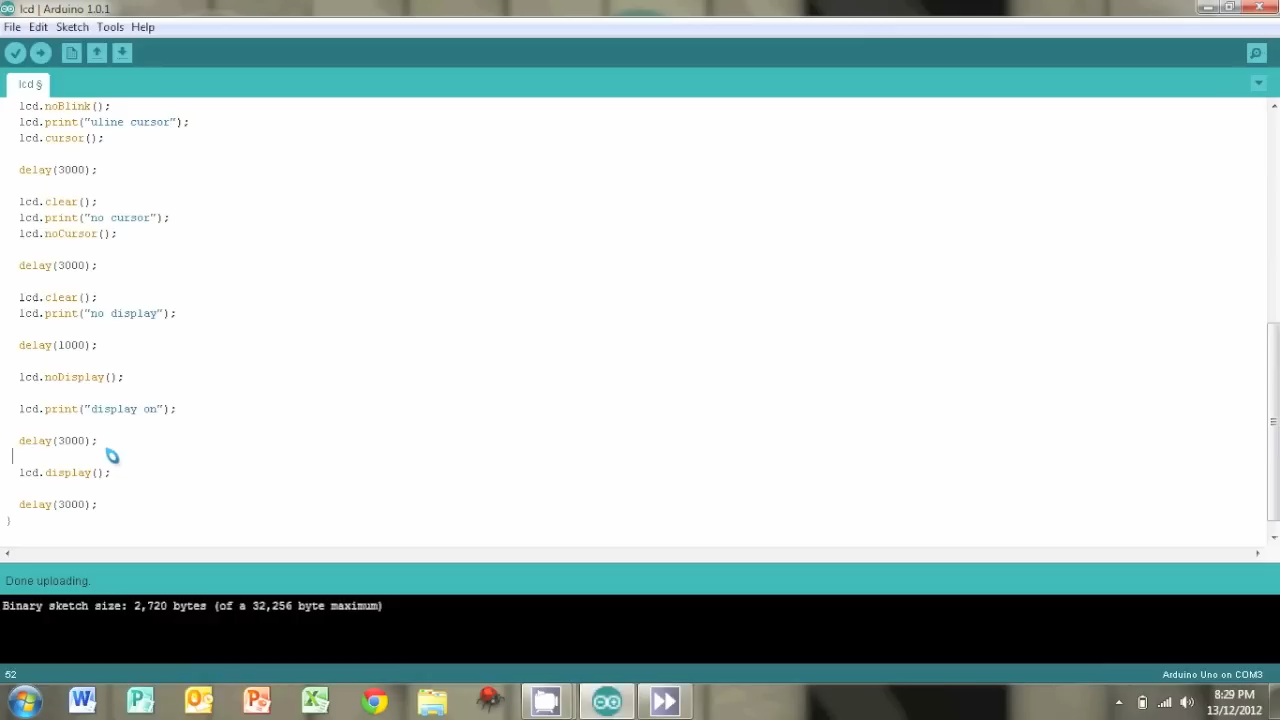 lcd | Arduino 1.0.1
File Edit Sketch Tools Help
lcd §
lcd.noBlink();
lcd.print("uline cursor");
lcd.cursor();
delay(3000);
lcd.clear();
lcd.print("no cursor");
lcd.noCursor();
delay(3000);
lcd.clear();
lcd.print("no display");
delay(1000);
lcd.noDisplay();
lcd.print("display on");
delay(3000);
lcd.display();
delay(3000);
}
Done uploading.
Binary sketch size: 2,720 bytes (of a 32,256 byte maximum)
52
Arduino Uno on COM3
8:29 PM
13/12/2012